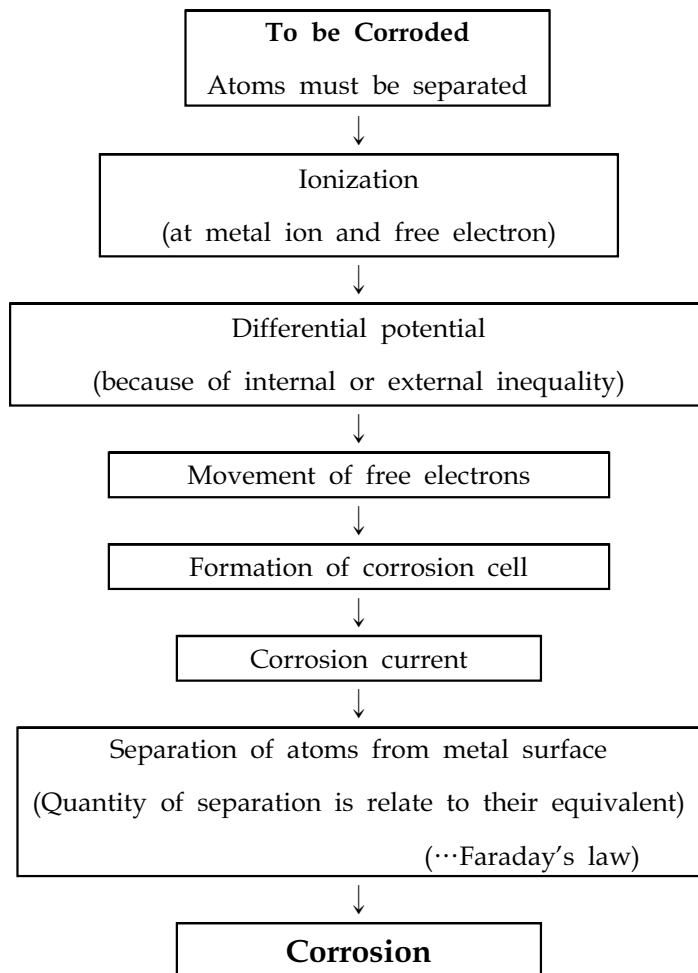 To be Corroded
Atoms must be separated
↓
Ionization
(at metal ion and free electron)
↓
Differential potential
(because of internal or external inequality)
↓
Movement of free electrons
↓
Formation of corrosion cell
↓
Corrosion current
↓
Separation of atoms from metal surface
(Quantity of separation is relate to their equivalent)
(⋯Faraday’s law)
↓
Corrosion